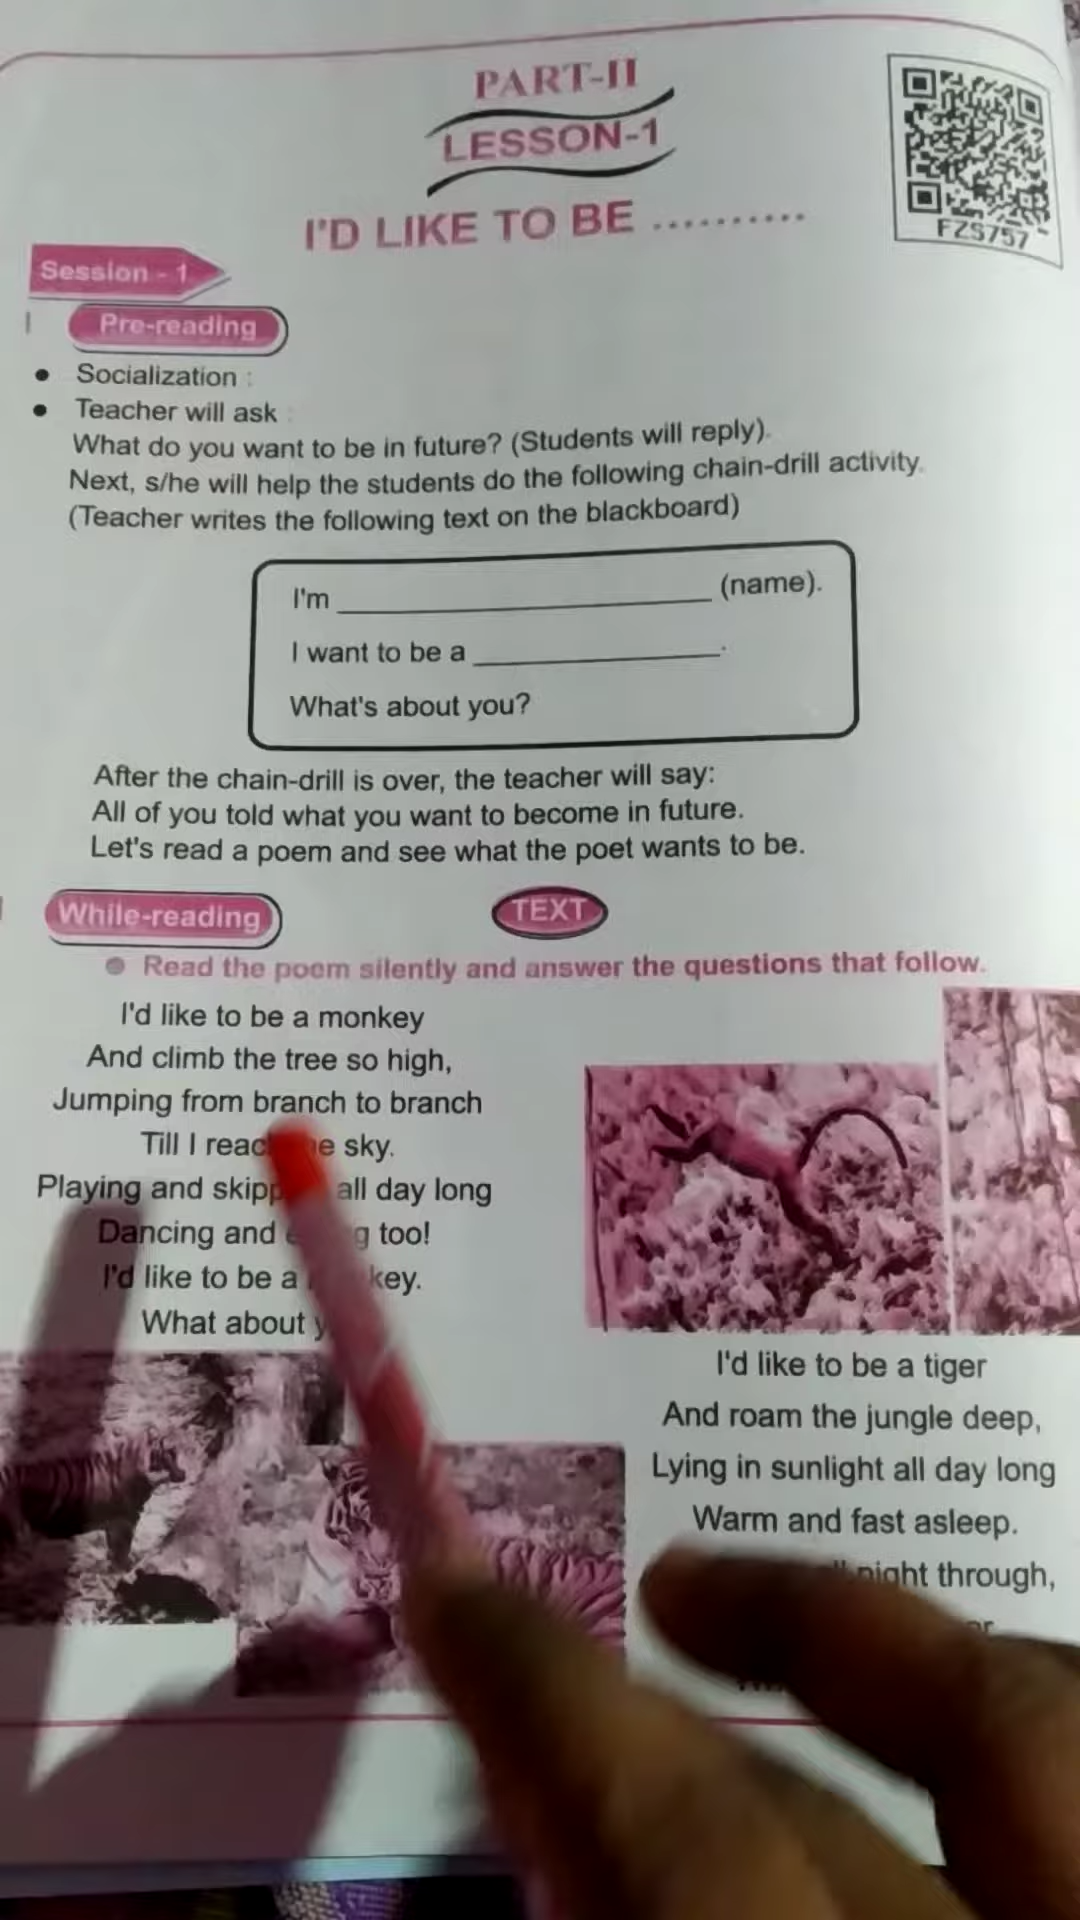 PART-II
LESSON-1
I'D LIKE TO BE ..........
FZS757
Session - 1
Pre-reading
• Socialization :
• Teacher will ask :
What do you want to be in future? (Students will reply).
Next, s/he will help the students do the following chain-drill activity.
(Teacher writes the following text on the blackboard)
I'm ____________________ (name).
I want to be a ______________.
What's about you?
After the chain-drill is over, the teacher will say:
All of you told what you want to become in future.
Let's read a poem and see what the poet wants to be.
While-reading
TEXT
• Read the poem silently and answer the questions that follow.
I'd like to be a monkey
And climb the tree so high,
Jumping from branch to branch
Till I sky.
Playing and all day long
Dancing and too!
I'd like to be a
What about
I'd like to be a tiger
And roam the jungle deep,
Lying in sunlight all day long
Warm and fast asleep.
night through,